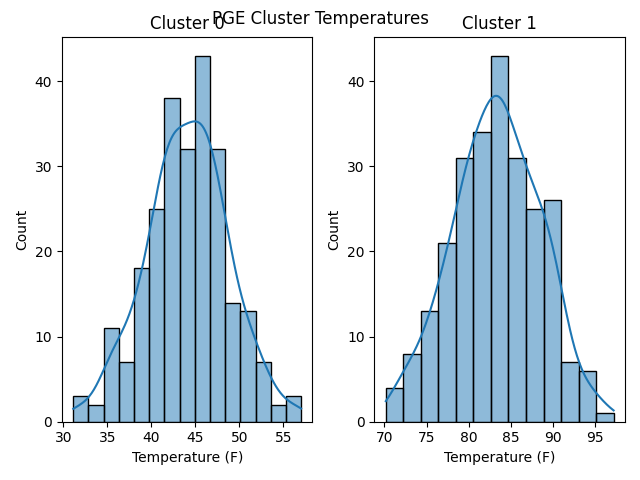 PGE Cluster Temperatures
Cluster 0
Cluster 1
Count
40
30
20
10
0
30 35 40 45 50 55
Temperature (F)
Count
40
30
20
10
0
70 75 80 85 90 95
Temperature (F)